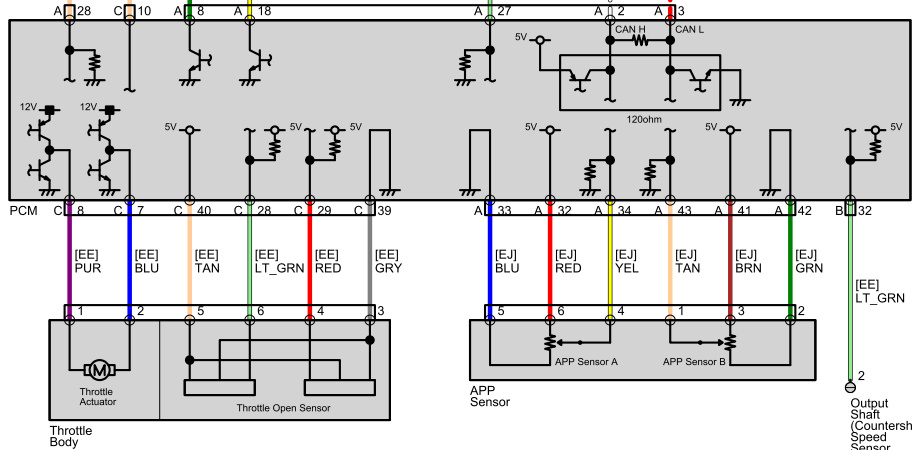 A 28 C 10 A 8 A 18 A 27 A 2 A 3
CAN H CAN L
5V
12V 12V
120ohm
5V 5V 5V 5V 5V 5V
PCM C 8 C 7 C 40 C 28 C 29 C 39 A 33 A 32 A 34 A 43 A 41 A 42 B 32
[EE] [EE] [EE] [EE] [EE] [EE] [EJ] [EJ] [EJ] [EJ] [EJ] [EJ]
PUR BLU TAN LT_GRN RED GRY BLU RED YEL TAN BRN GRN
[EE]
LT_GRN
1 2 5 6 4 3 5 6 4 1 3 2
M
APP Sensor A APP Sensor B
2
Throttle
Actuator
Throttle Open Sensor
APP
Sensor
Throttle
Body
Output
Shaft
(Countersh
Speed
Sensor